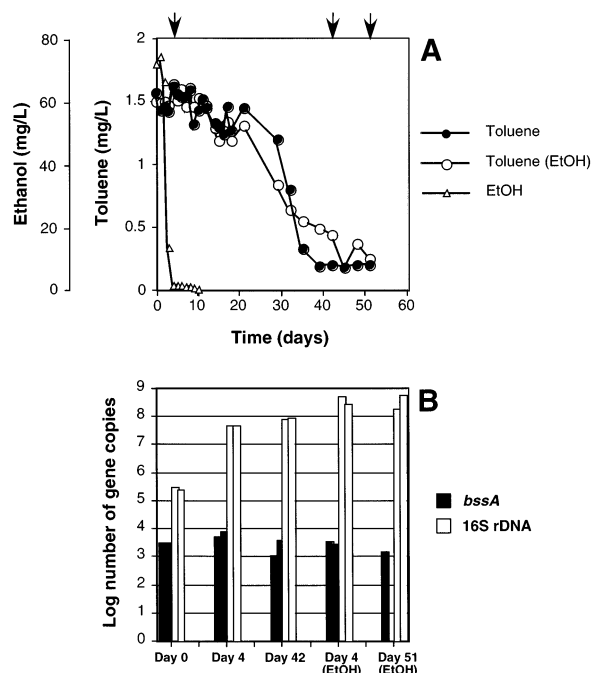 A
80
60
40
20
0
Ethanol (mg/L)
2
1.5
1
0.5
0
Toluene (mg/L)
0 10 20 30 40 50 60
Time (days)
Toluene
Toluene (EtOH)
EtOH
B
9
8
7
6
5
4
3
2
1
0
Log number of gene copies
Day 0 Day 4 Day 42 Day 4 Day 51
(EtOH) (EtOH)
bssA
16S rDNA